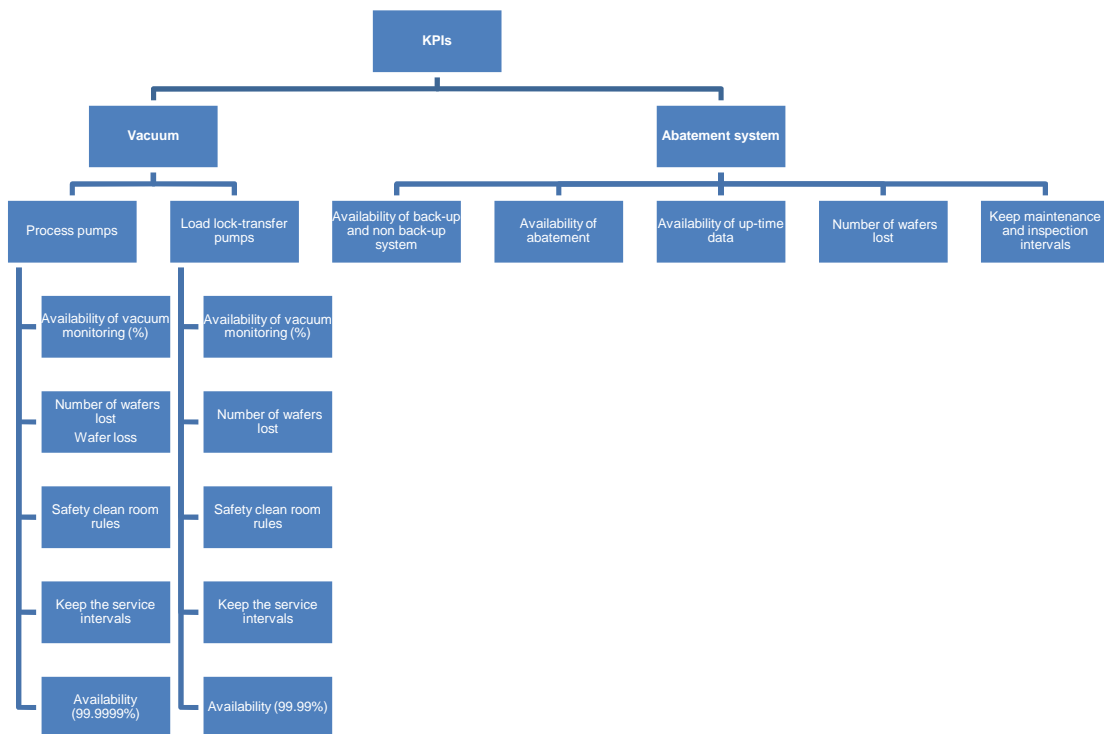 KPIs
Vacuum
Abatement system
Process pumps
Load lock-transfer
pumps
Availability of back-up
and non back-up
system
Availability of
abatement
Availability of up-time
data
Number of wafers
lost
Keep maintenance
and inspection
intervals
Availability of vacuum
monitoring (%)
Availability of vacuum
monitoring (%)
Number of wafers
lost
Wafer loss
Number of wafers
lost
Safety clean room
rules
Safety clean room
rules
Keep the service
intervals
Keep the service
intervals
Availability
(99.9999%)
Availability (99.99%)